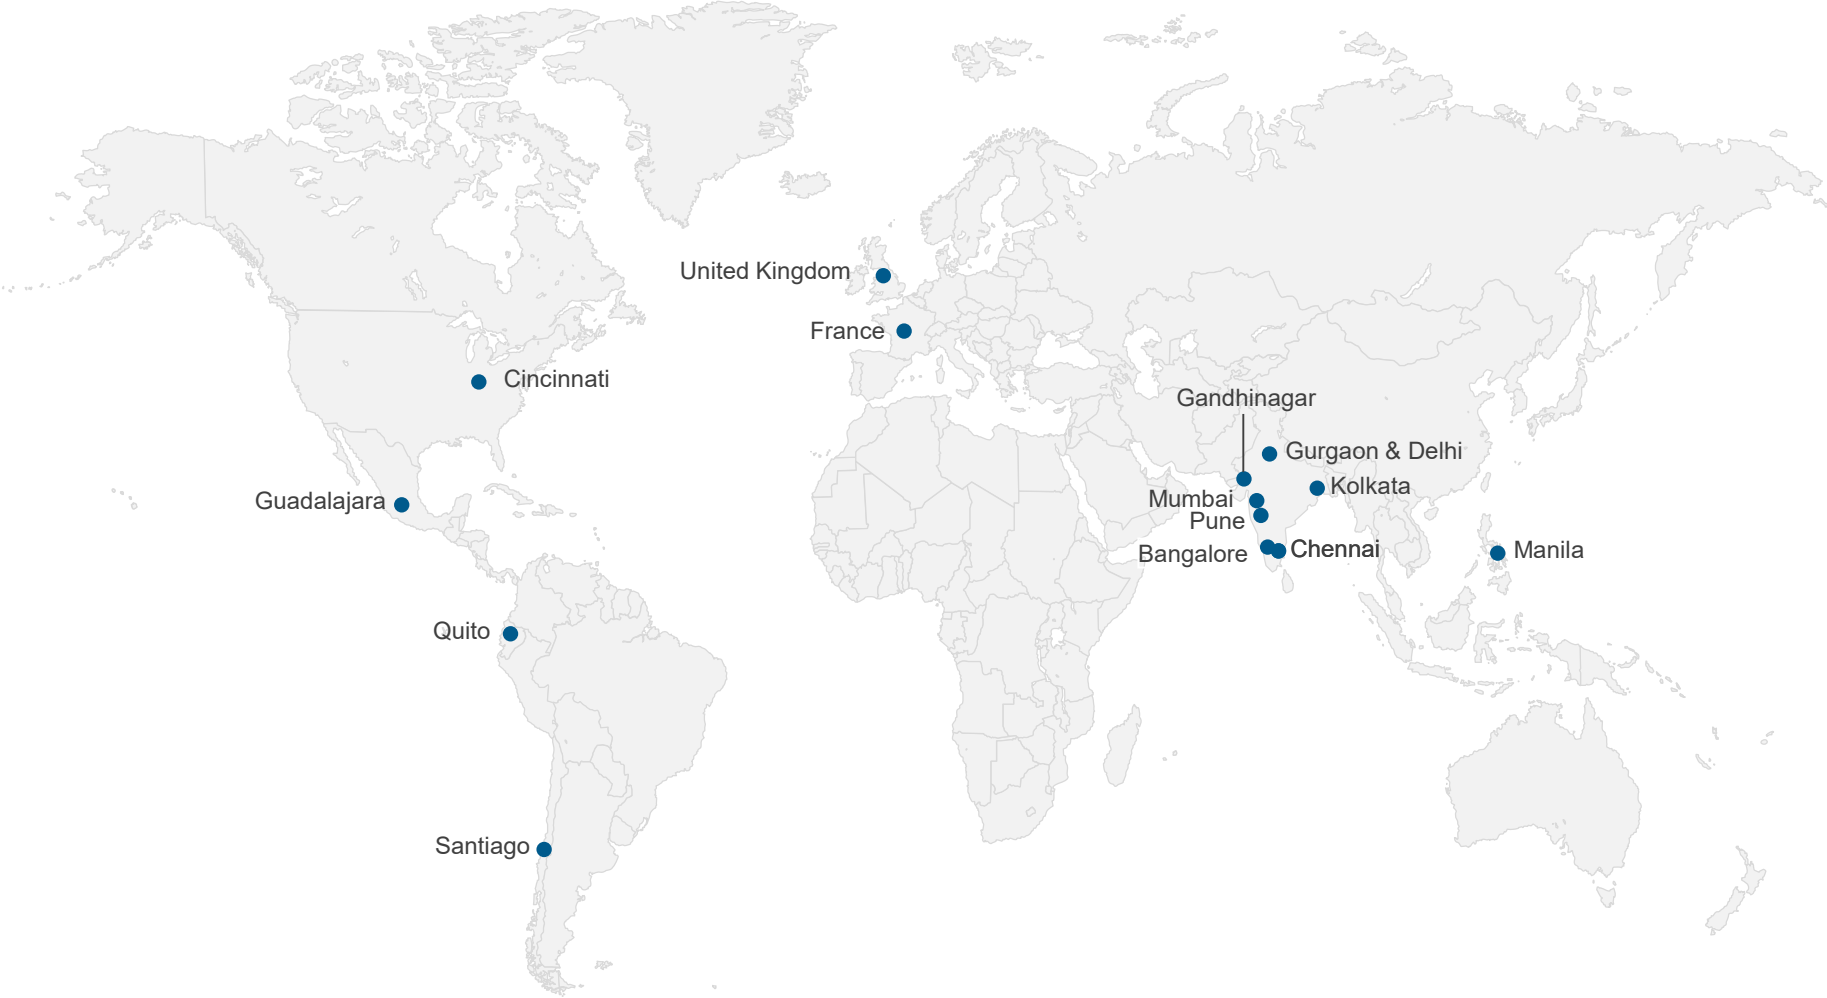 United Kingdom
France
Cincinnati
Gandhinagar
Gurgaon & Delhi
Guadalajara
Mumbai
Kolkata
Pune
Bangalore
Chennai
Manila
Quito
Santiago